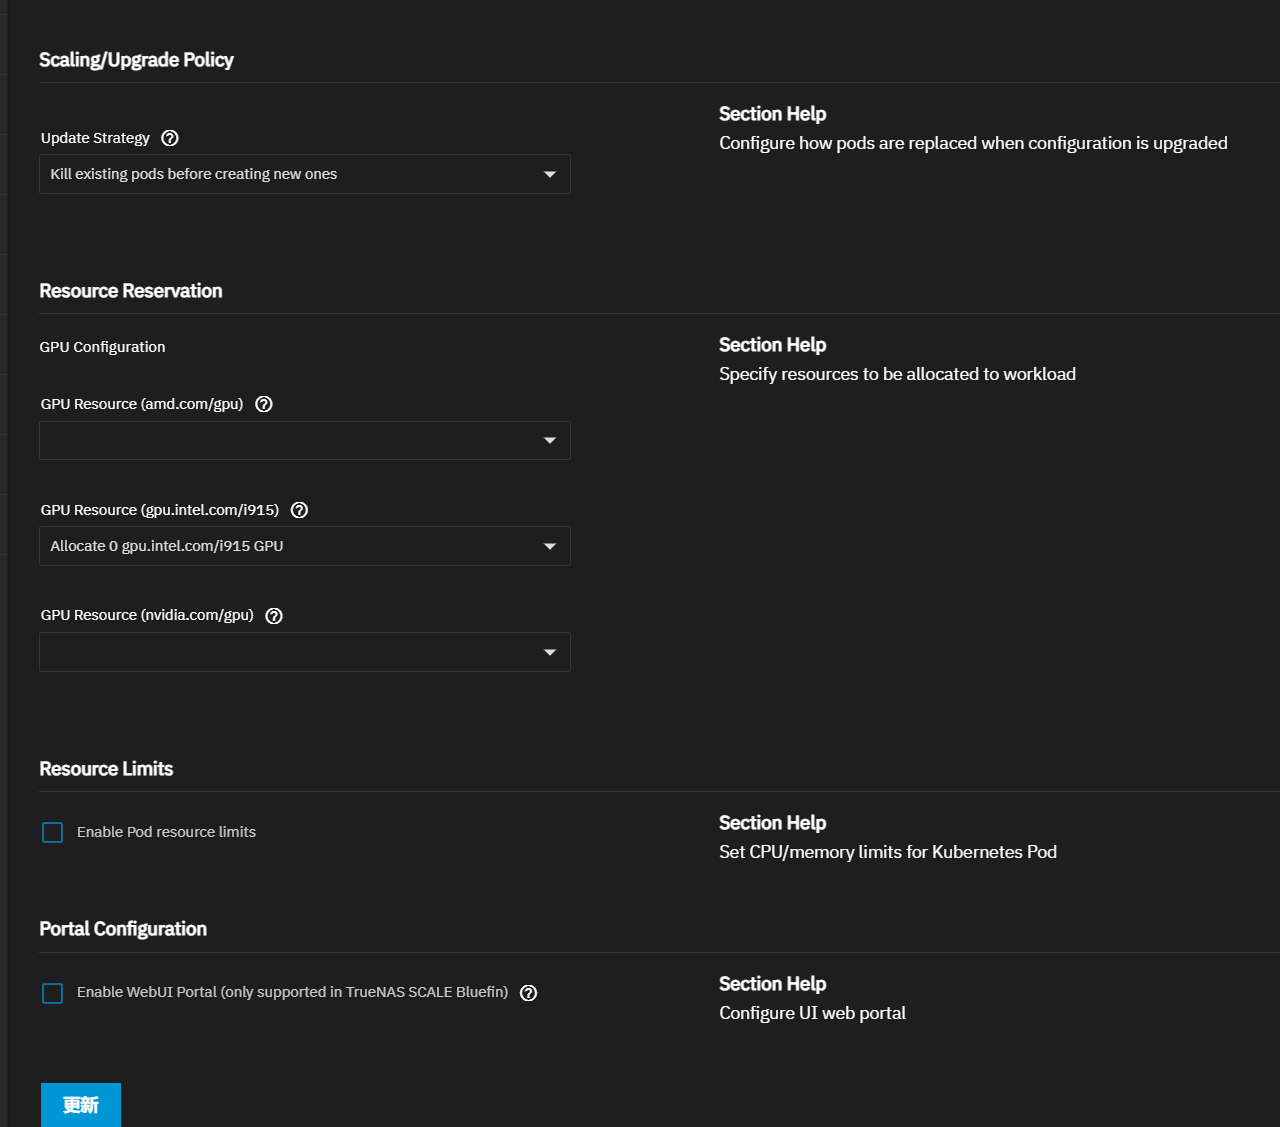 Scaling/Upgrade Policy
Update Strategy
Kill existing pods before creating new ones
Section Help
Configure how pods are replaced when configuration is upgraded
Resource Reservation
GPU Configuration
GPU Resource (amd.com/gpu)
GPU Resource (gpu.intel.com/i915)
Allocate 0 gpu.intel.com/i915 GPU
GPU Resource (nvidia.com/gpu)
Section Help
Specify resources to be allocated to workload
Resource Limits
Enable Pod resource limits
Section Help
Set CPU/memory limits for Kubernetes Pod
Portal Configuration
Enable WebUI Portal (only supported in TrueNAS SCALE Bluefin)
Section Help
Configure UI web portal
更新